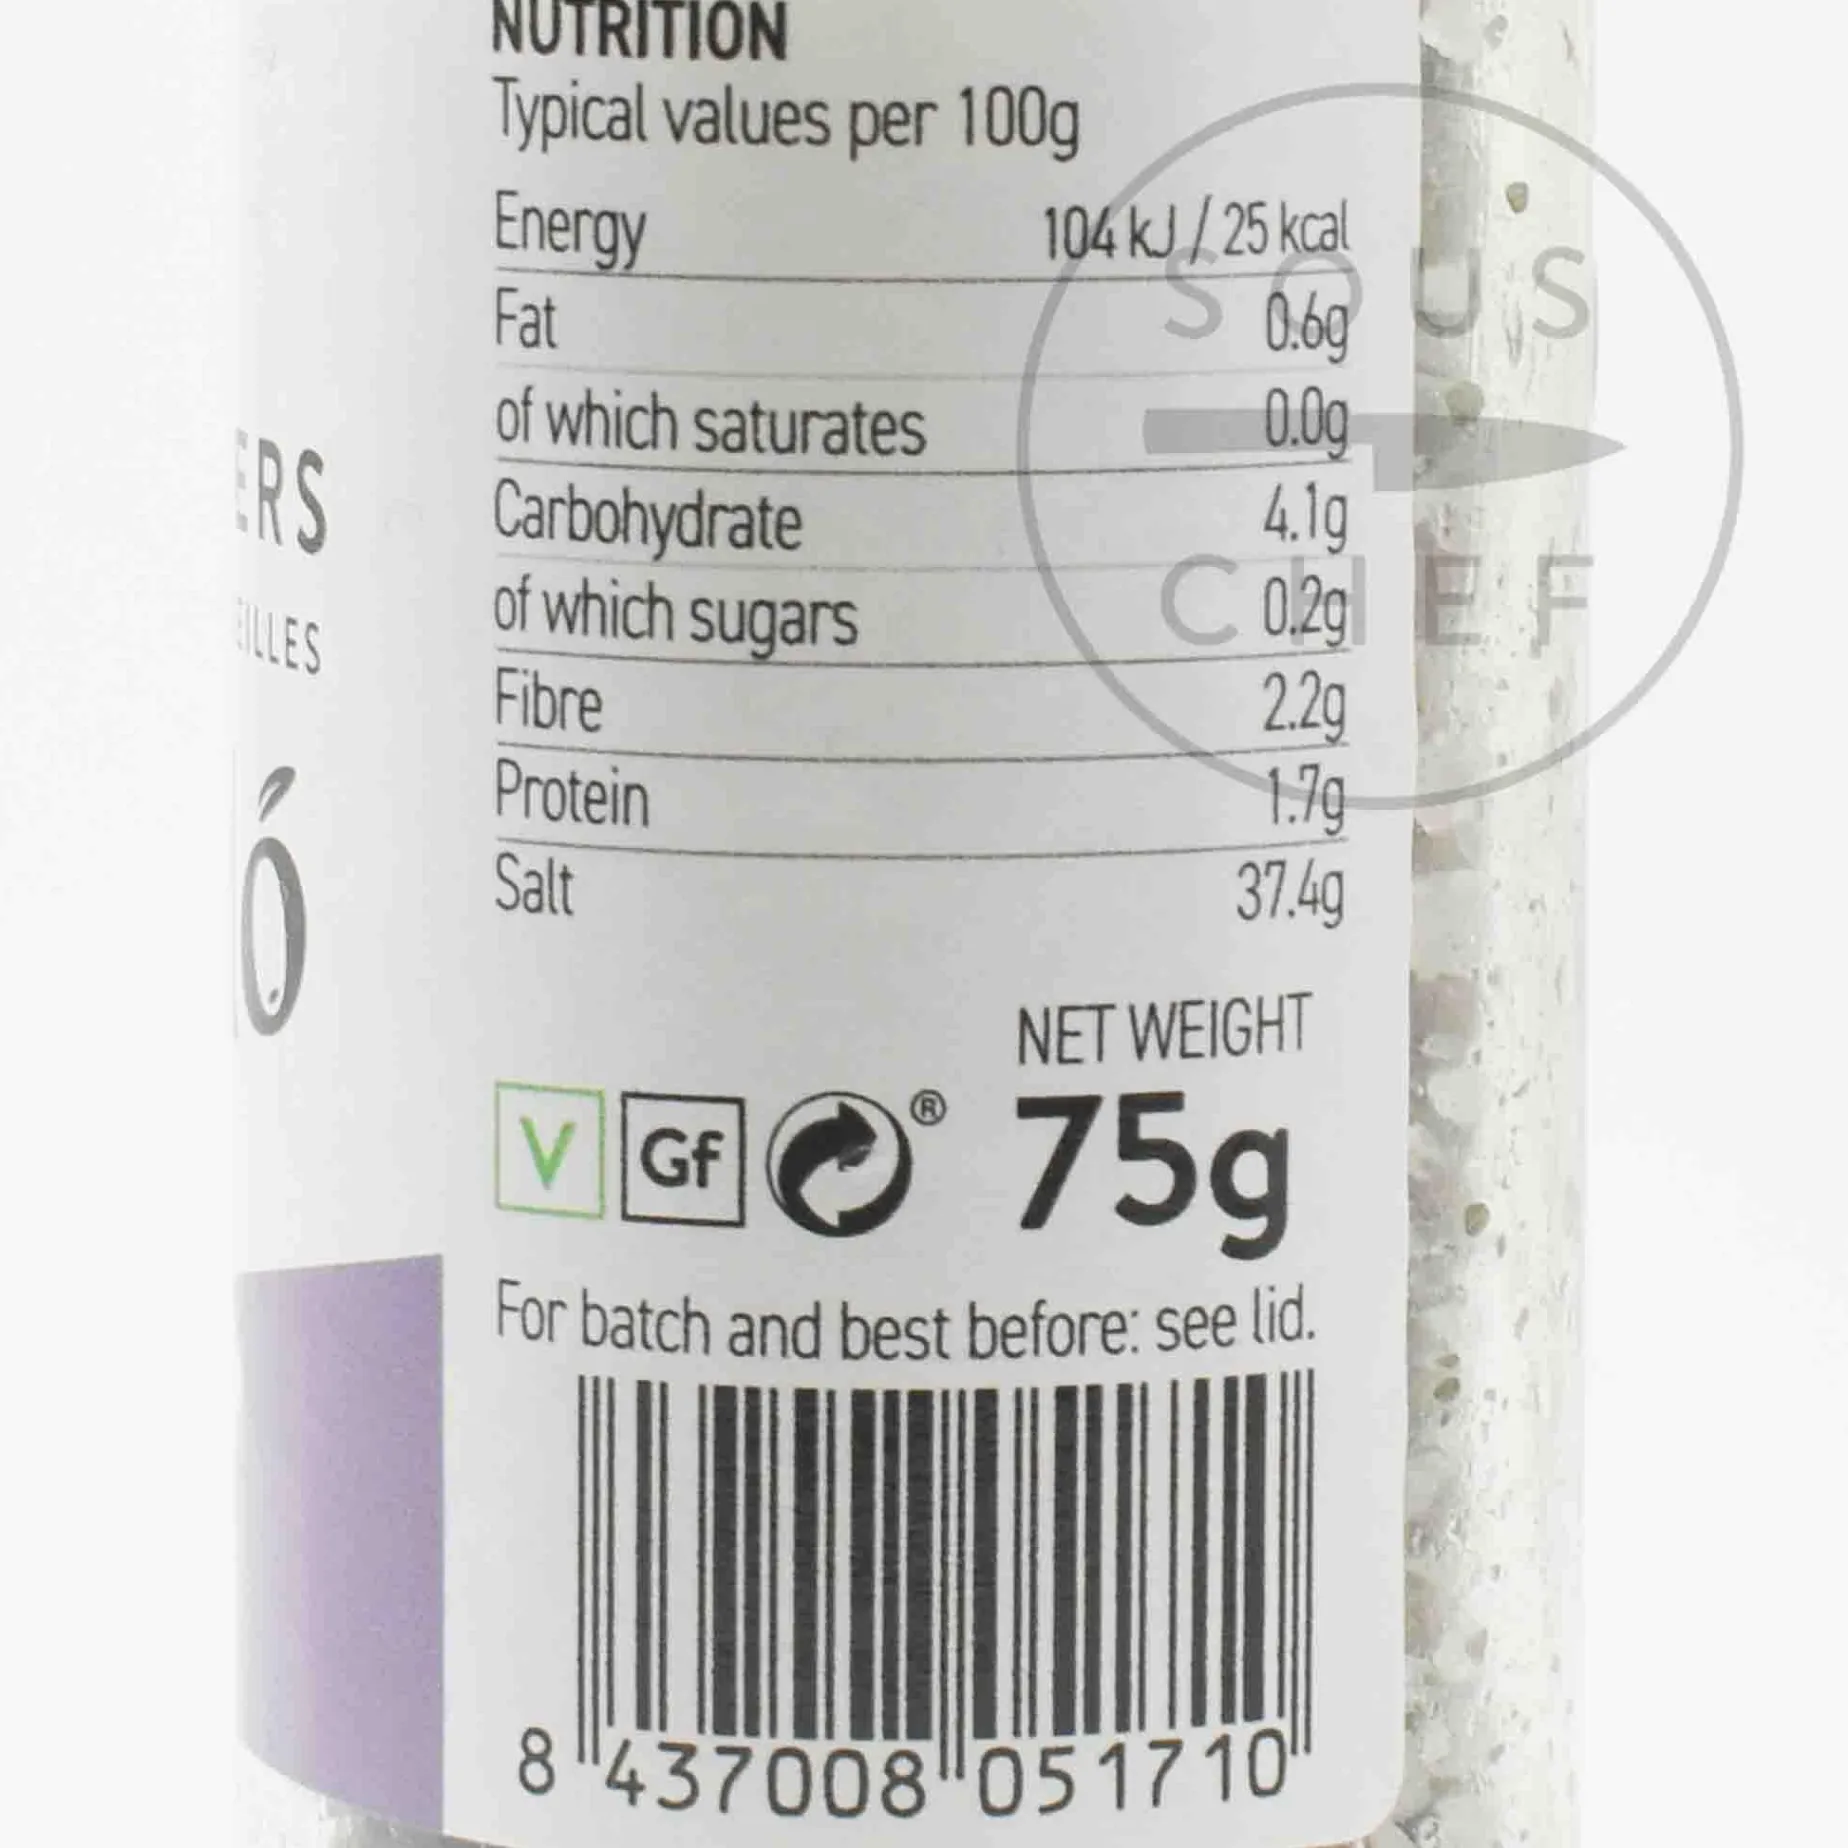 NUTRITION
Typical values per 100g
Energy 104 kJ / 25 kcal
Fat 0.6g
of which saturates 0.0g
Carbohydrate 4.1g
of which sugars 0.2g
Fibre 2.2g
Protein 1.7g
Salt 37.4g
NET WEIGHT
V Gf ® 75g
For batch and best before: see lid.
8 437008 051710
SOUS
CHEF
ERS
EILLES
Ó